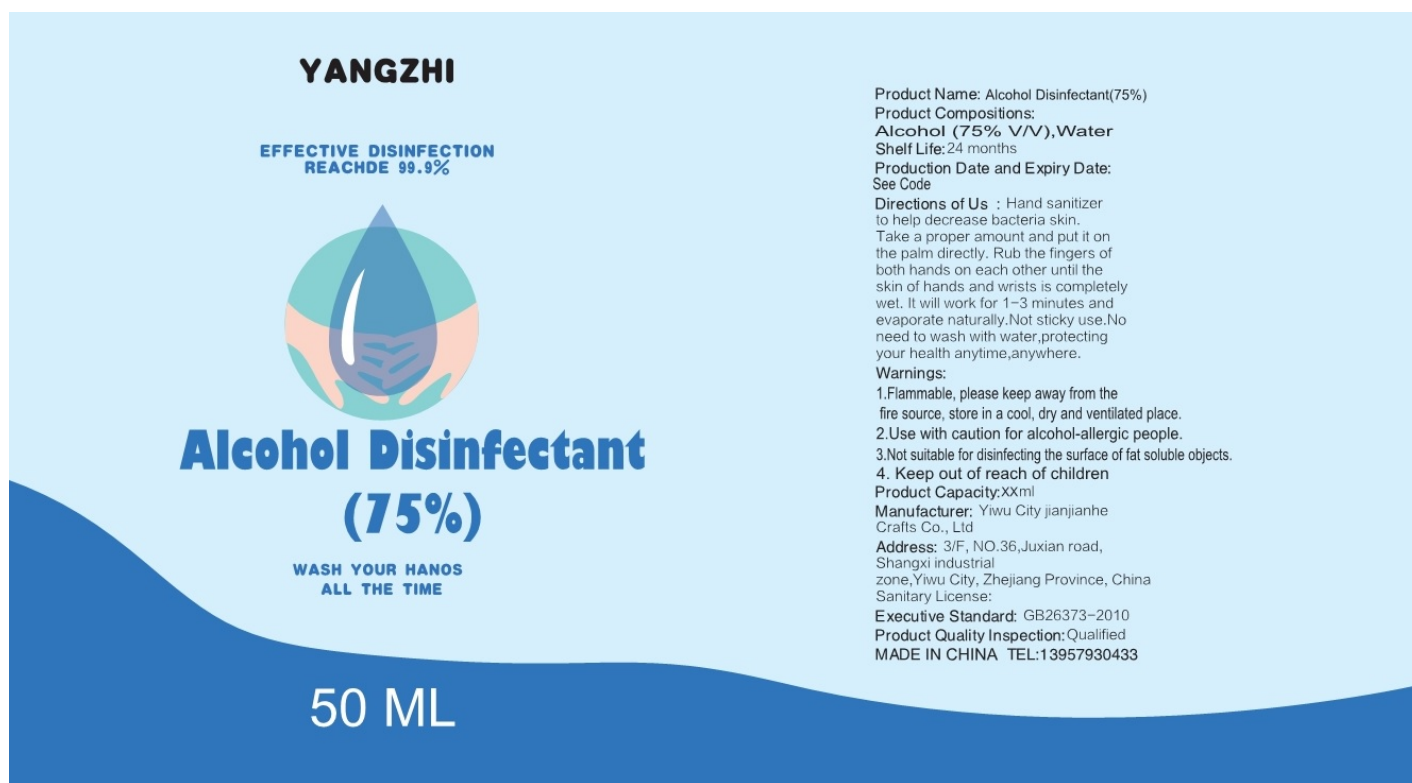 YANGZHI
EFFECTIVE DISINFECTION
REACHDE 99.9%
Alcohol Disinfectant
(75%)
WASH YOUR HANOS
ALL THE TIME
50 ML
Product Name: Alcohol Disinfectant(75%)
Product Compositions:
Alcohol (75% V/V),Water
Shelf Life:24 months
Production Date and Expiry Date:
See Code
Directions of Us : Hand sanitizer
to help decrease bacteria skin.
Take a proper amount and put it on
the palm directly. Rub the fingers of
both hands on each other until the
skin of hands and wrists is completely
wet. It will work for 1-3 minutes and
evaporate naturally.Not sticky use.No
need to wash with water,protecting
your health anytime,anywhere.
Warnings:
1.Flammable, please keep away from the
fire source, store in a cool, dry and ventilated place.
2.Use with caution for alcohol-allergic people.
3.Not suitable for disinfecting the surface of fat soluble objects.
4. Keep out of reach of children
Product Capacity:xxml
Manufacturer: Yiwu City jianjianhe
Crafts Co., Ltd
Address: 3/F, NO.36,Juxian road,
Shangxi industrial
zone,Yiwu City, Zhejiang Province, China
Sanitary License:
Executive Standard: GB26373-2010
Product Quality Inspection:Qualified
MADE IN CHINA TEL:13957930433